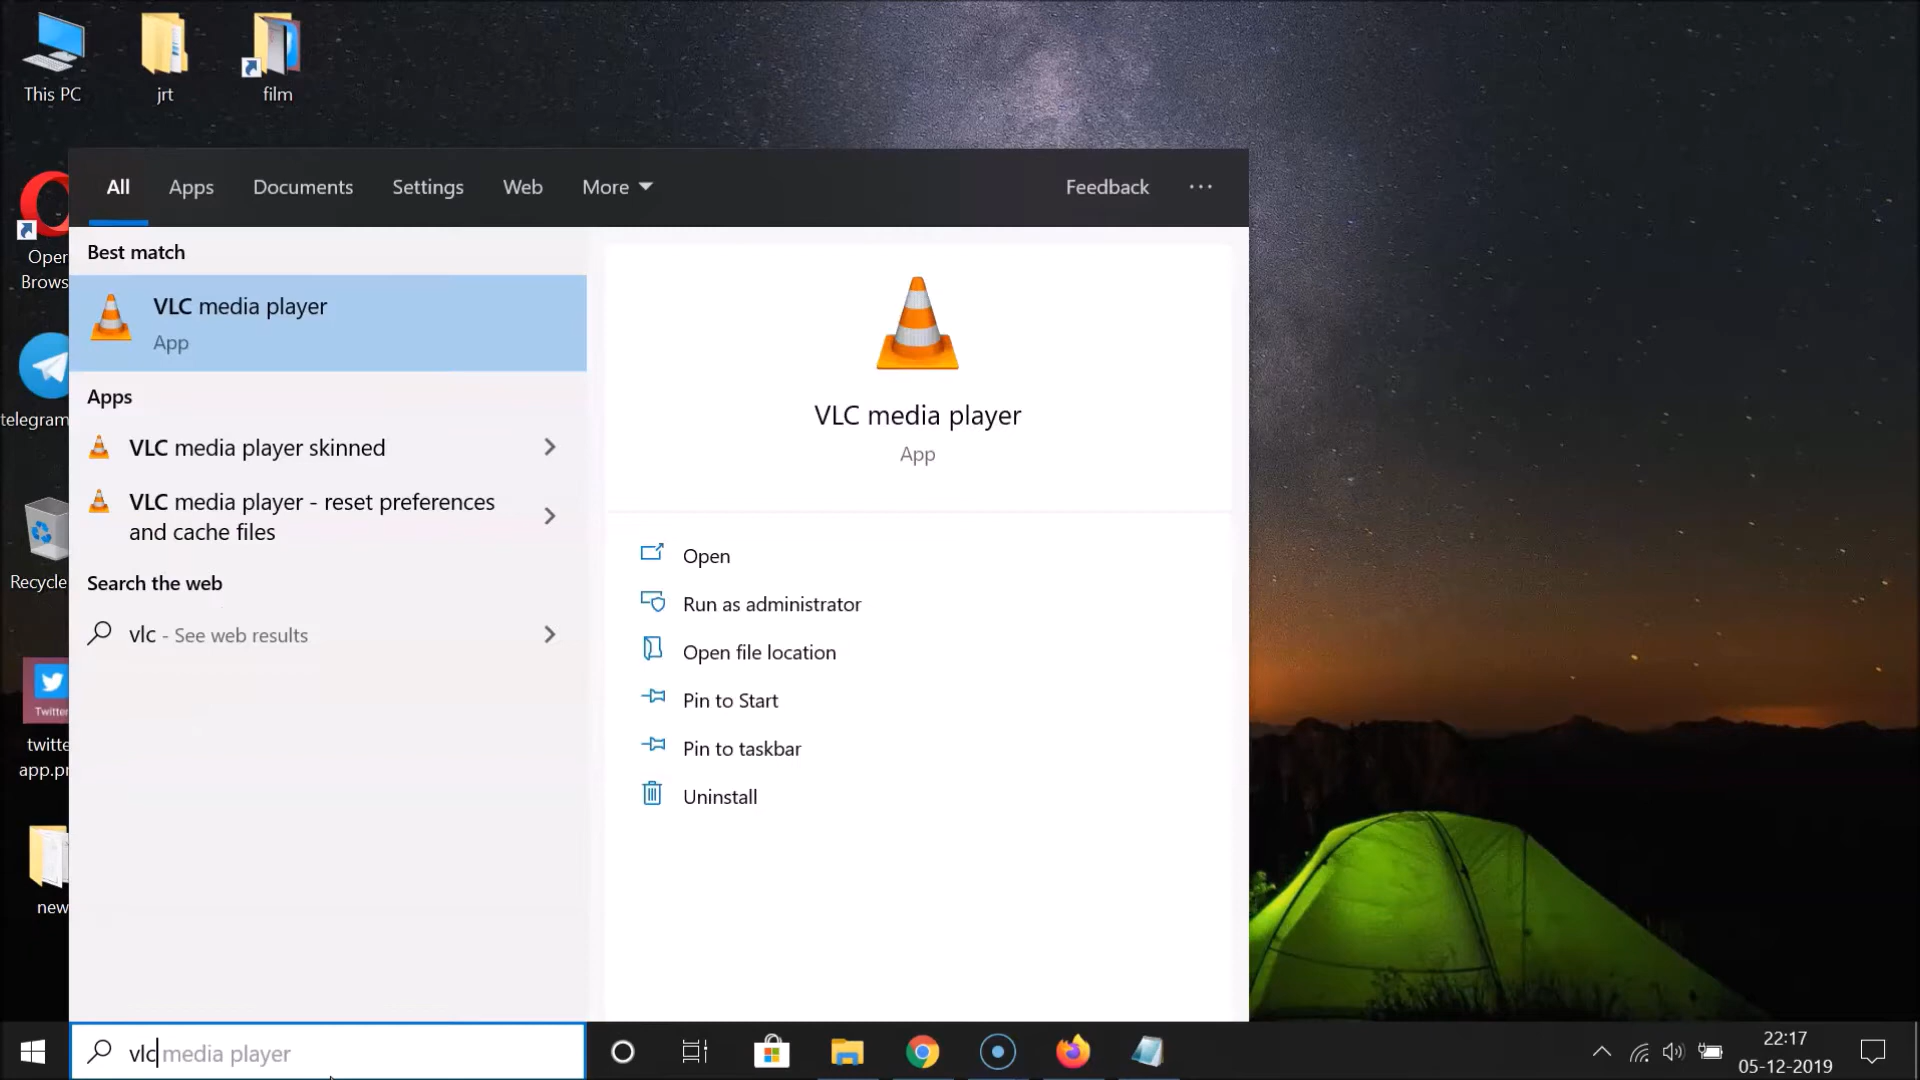 This PC
jrt
film
All
Apps
Documents
Settings
Web
More
Feedback
Best match
VLC media player
App
Apps
VLC media player skinned
VLC media player - reset preferences
and cache files
Search the web
vlc - See web results
VLC media player
App
Open
Run as administrator
Open file location
Pin to Start
Pin to taskbar
Uninstall
Oper
Brows
telegram
Recycle
Twitter
twitte
app.pr
new
vlc media player
22:17
05-12-2019